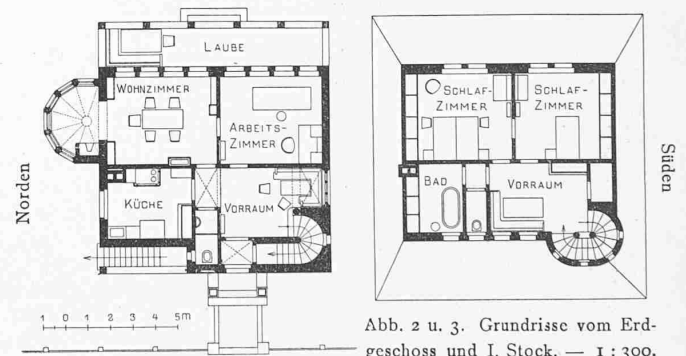 LAUBE
WOHNZIMMER
ARBEITS-
ZIMMER
KÜCHE
VORRAUM
SCHLAF-
ZIMMER
SCHLAF-
ZIMMER
BAD
VORRAUM
Norden
Süden
1 0 1 2 3 4 5m
Abb. 2 u. 3. Grundrisse vom Erd-
geschoss und I. Stock. — 1 : 300.